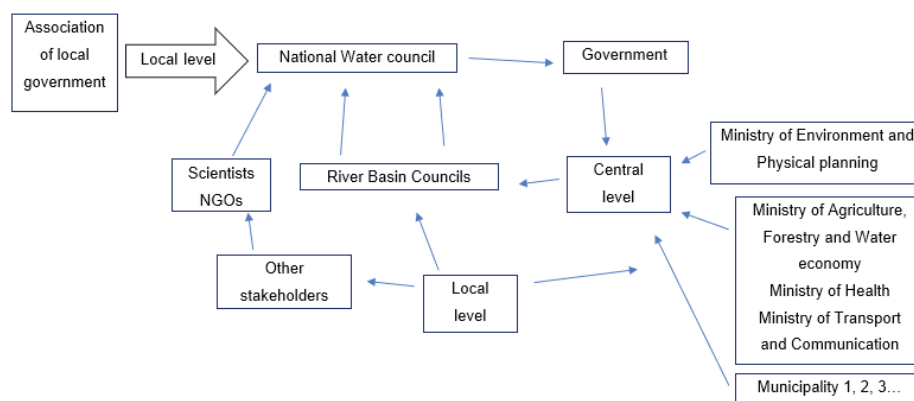 Association
of local
government
Local level
National Water council
Government
Ministry of Environment and
Physical planning
Scientists
NGOs
River Basin Councils
Central
level
Ministry of Agriculture,
Forestry and Water
economy
Ministry of Health
Ministry of Transport
and Communication
Other
stakeholders
Local
level
Municipality 1, 2, 3...